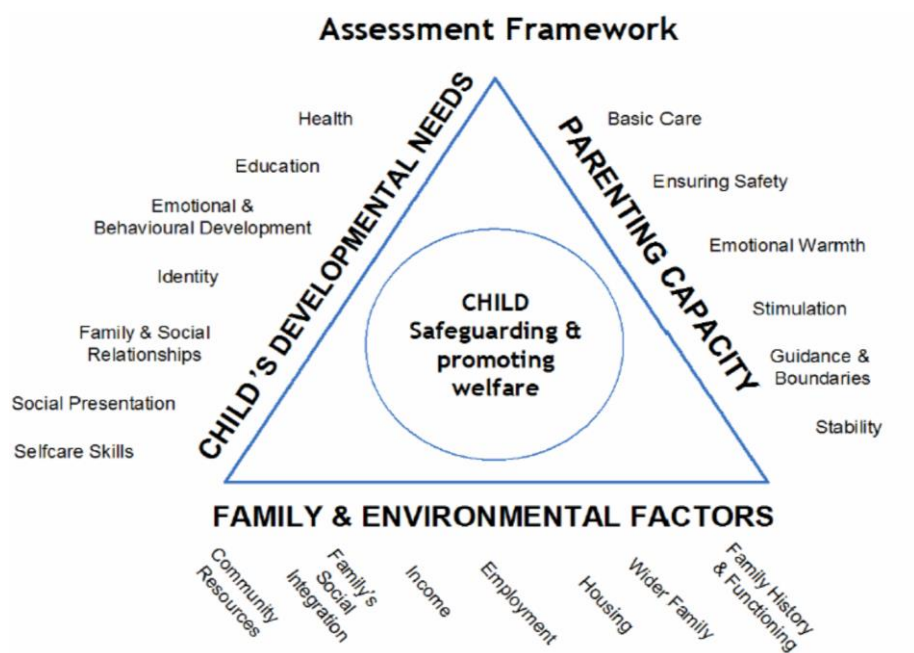 Assessment Framework
CHILD'S DEVELOPMENTAL NEEDS
Health
Education
Emotional &
Behavioural Development
Identity
Family & Social
Relationships
Social Presentation
Selfcare Skills
PARENTING CAPACITY
Basic Care
Ensuring Safety
Emotional Warmth
Stimulation
Guidance &
Boundaries
Stability
CHILD
Safeguarding &
promoting
welfare
FAMILY & ENVIRONMENTAL FACTORS
Community
Resources
Family's
Social
Integration
Income
Employment
Housing
Wider Family
Family History
& Functioning